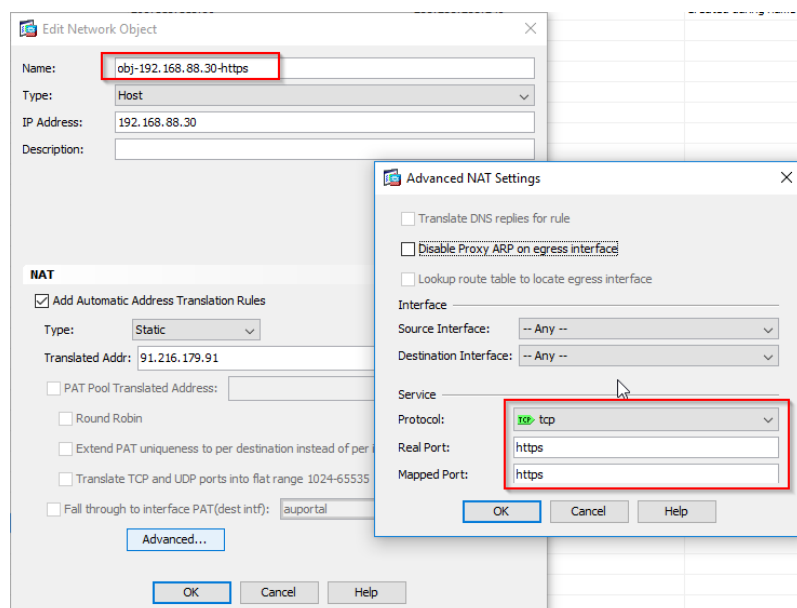 Edit Network Object
Name: obj-192.168.88.30-https
Type: Host
IP Address: 192.168.88.30
Description:
NAT
Add Automatic Address Translation Rules
Type: Static
Translated Addr: 91.216.179.91
PAT Pool Translated Address:
Round Robin
Extend PAT uniqueness to per destination instead of per i
Translate TCP and UDP ports into flat range 1024-65535
Fall through to interface PAT(dest intf): auportal
Advanced...
OK Cancel Help
Advanced NAT Settings
Translate DNS replies for rule
Disable Proxy ARP on egress interface
Lookup route table to locate egress interface
Interface
Source Interface: -- Any --
Destination Interface: -- Any --
Service
Protocol: TCP tcp
Real Port: https
Mapped Port: https
OK Cancel Help